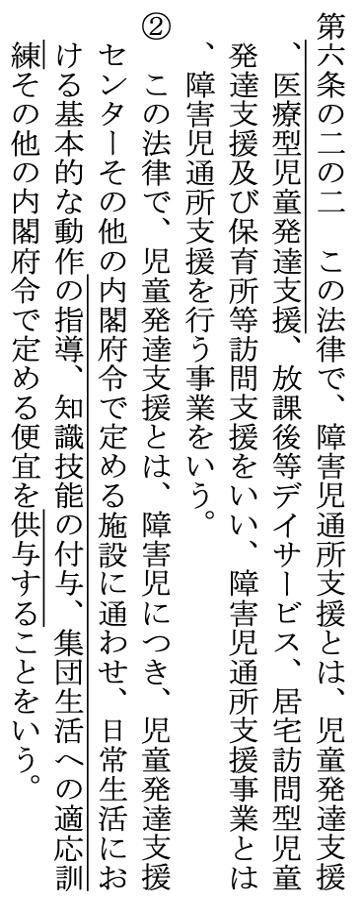 第六条の二の二　この法律で、障害児通所支援とは、児童発達支援
、医療型児童発達支援、放課後等デイサービス、居宅訪問型児童
発達支援及び保育所等訪問支援をいい、障害児通所支援事業とは
、障害児通所支援を行う事業をいう。
②　この法律で、児童発達支援とは、障害児につき、児童発達支援
センターその他の内閣府令で定める施設に通わせ、日常生活にお
ける基本的な動作の指導、知識技能の付与、集団生活への適応訓
練その他の内閣府令で定める便宜を供与することをいう。